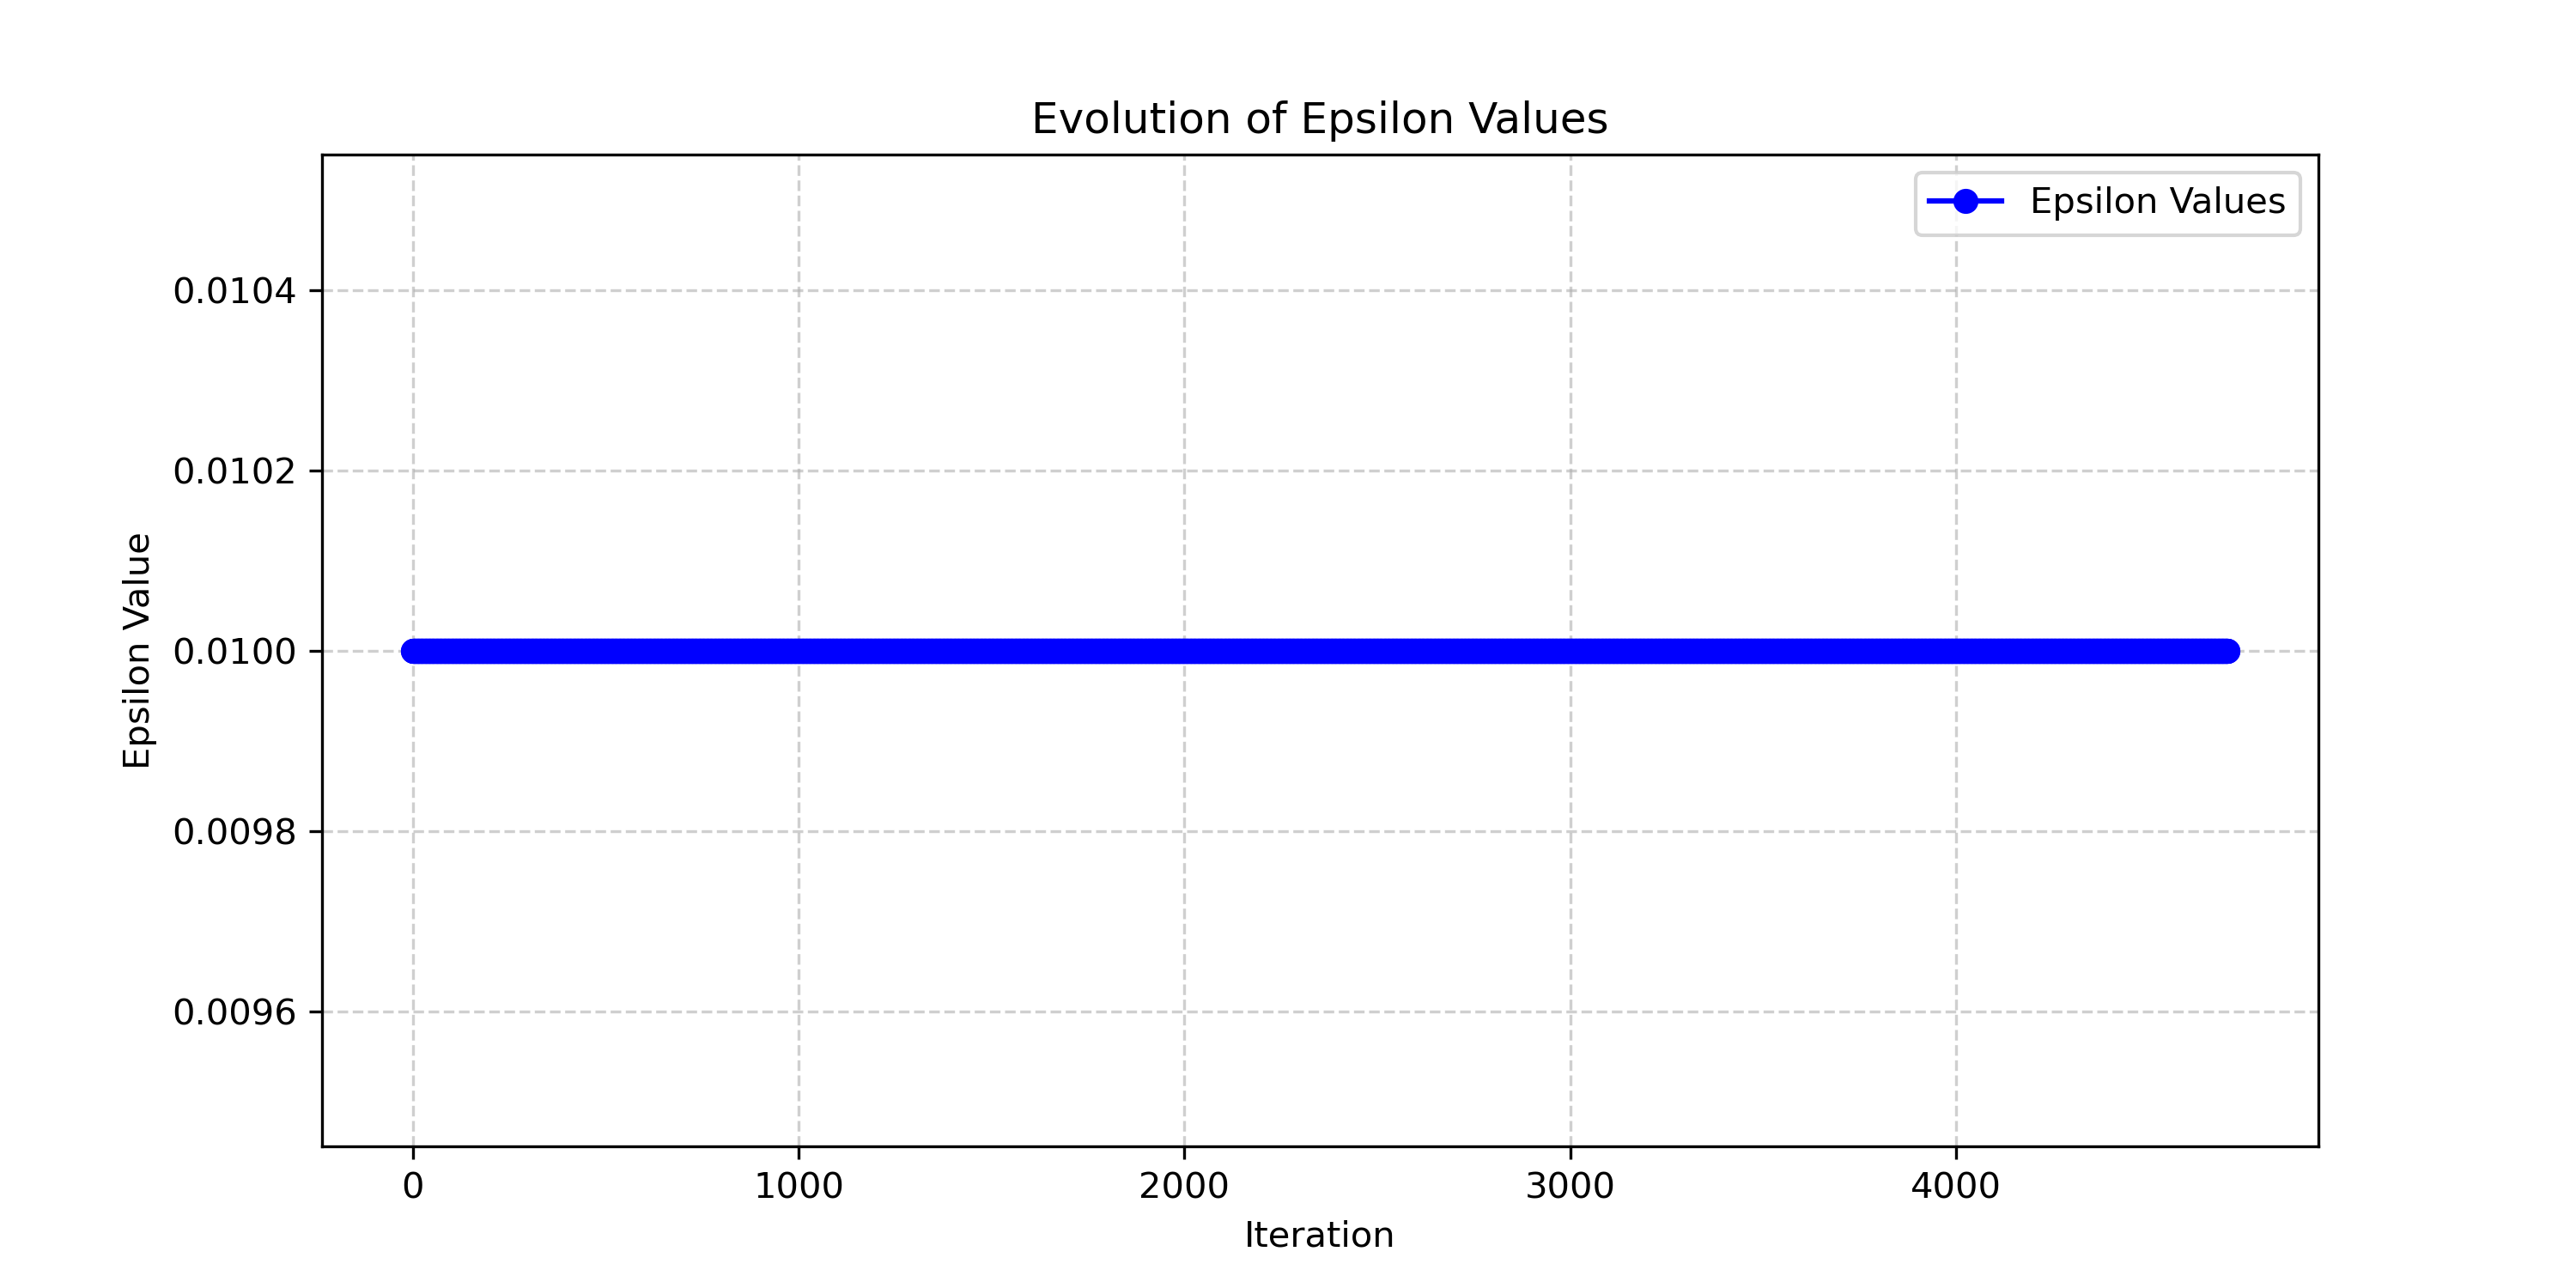 Evolution of Epsilon Values
Epsilon Values
0.0104
0.0102
0.0100
0.0098
0.0096
Epsilon Value
0 1000 2000 3000 4000
Iteration